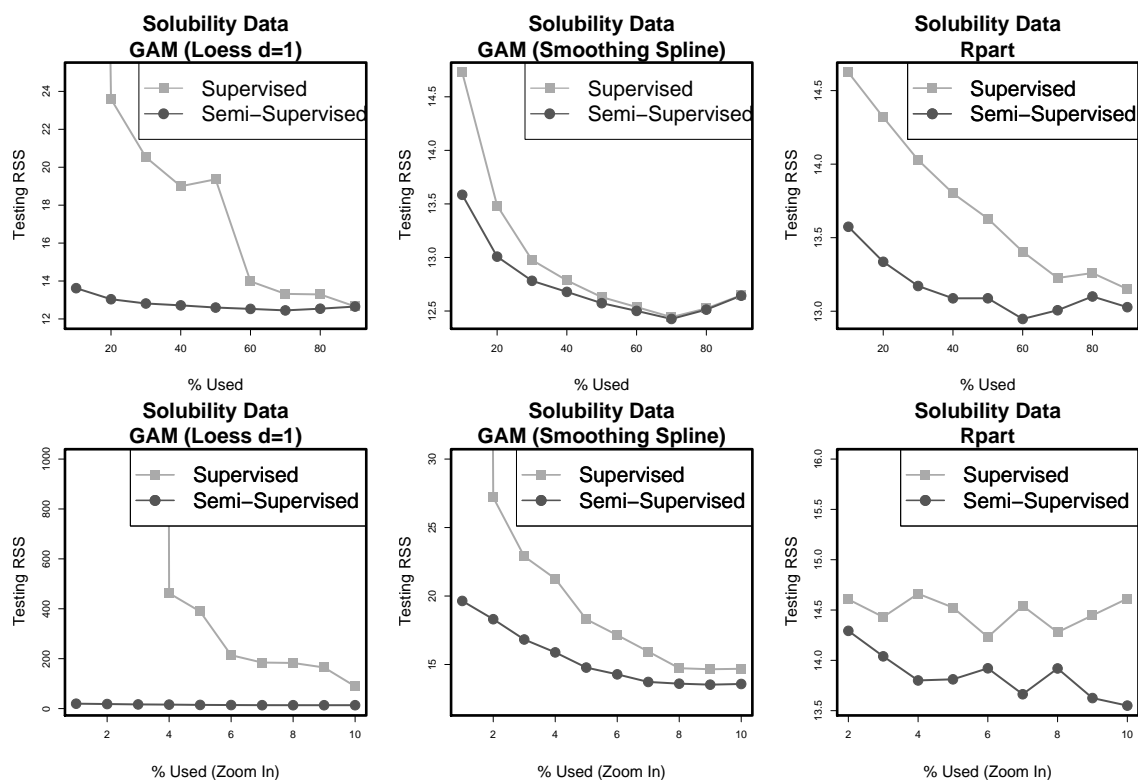 Solubility Data
GAM (Loess d=1)
Supervised
Semi−Supervised
Testing RSS
12
14
16
18
20
22
24
20
40
60
80
% Used
Solubility Data
GAM (Smoothing Spline)
Supervised
Semi−Supervised
Testing RSS
12.5
13.0
13.5
14.0
14.5
20
40
60
80
% Used
Solubility Data
Rpart
Supervised
Semi−Supervised
Testing RSS
13.0
13.5
14.0
14.5
20
40
60
80
% Used
Solubility Data
GAM (Loess d=1)
Supervised
Semi−Supervised
Testing RSS
0
200
400
600
800
1000
2
4
6
8
10
% Used (Zoom In)
Solubility Data
GAM (Smoothing Spline)
Supervised
Semi−Supervised
Testing RSS
15
20
25
30
2
4
6
8
10
% Used (Zoom In)
Solubility Data
Rpart
Supervised
Semi−Supervised
Testing RSS
13.5
14.0
14.5
15.0
15.5
16.0
2
4
6
8
10
% Used (Zoom In)